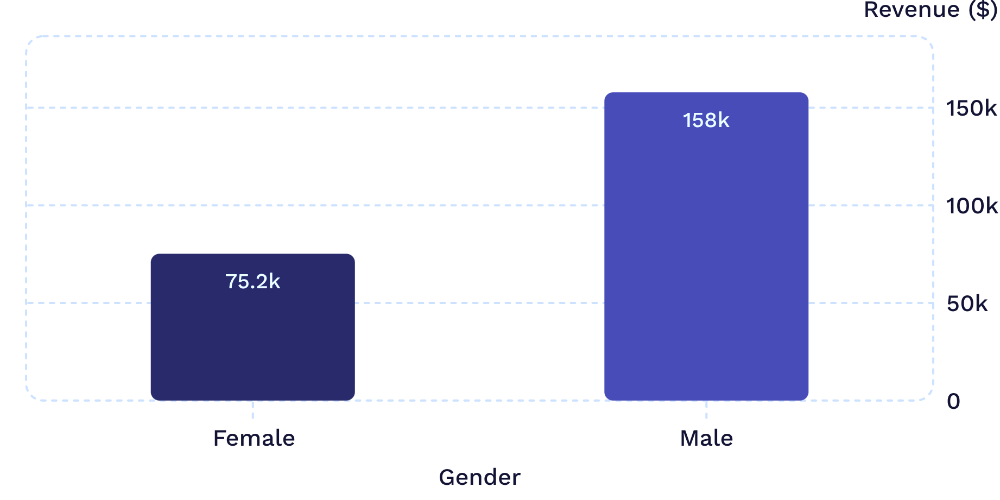 Revenue ($)
150k
158k
100k
75.2k
50k
0
Female
Male
Gender